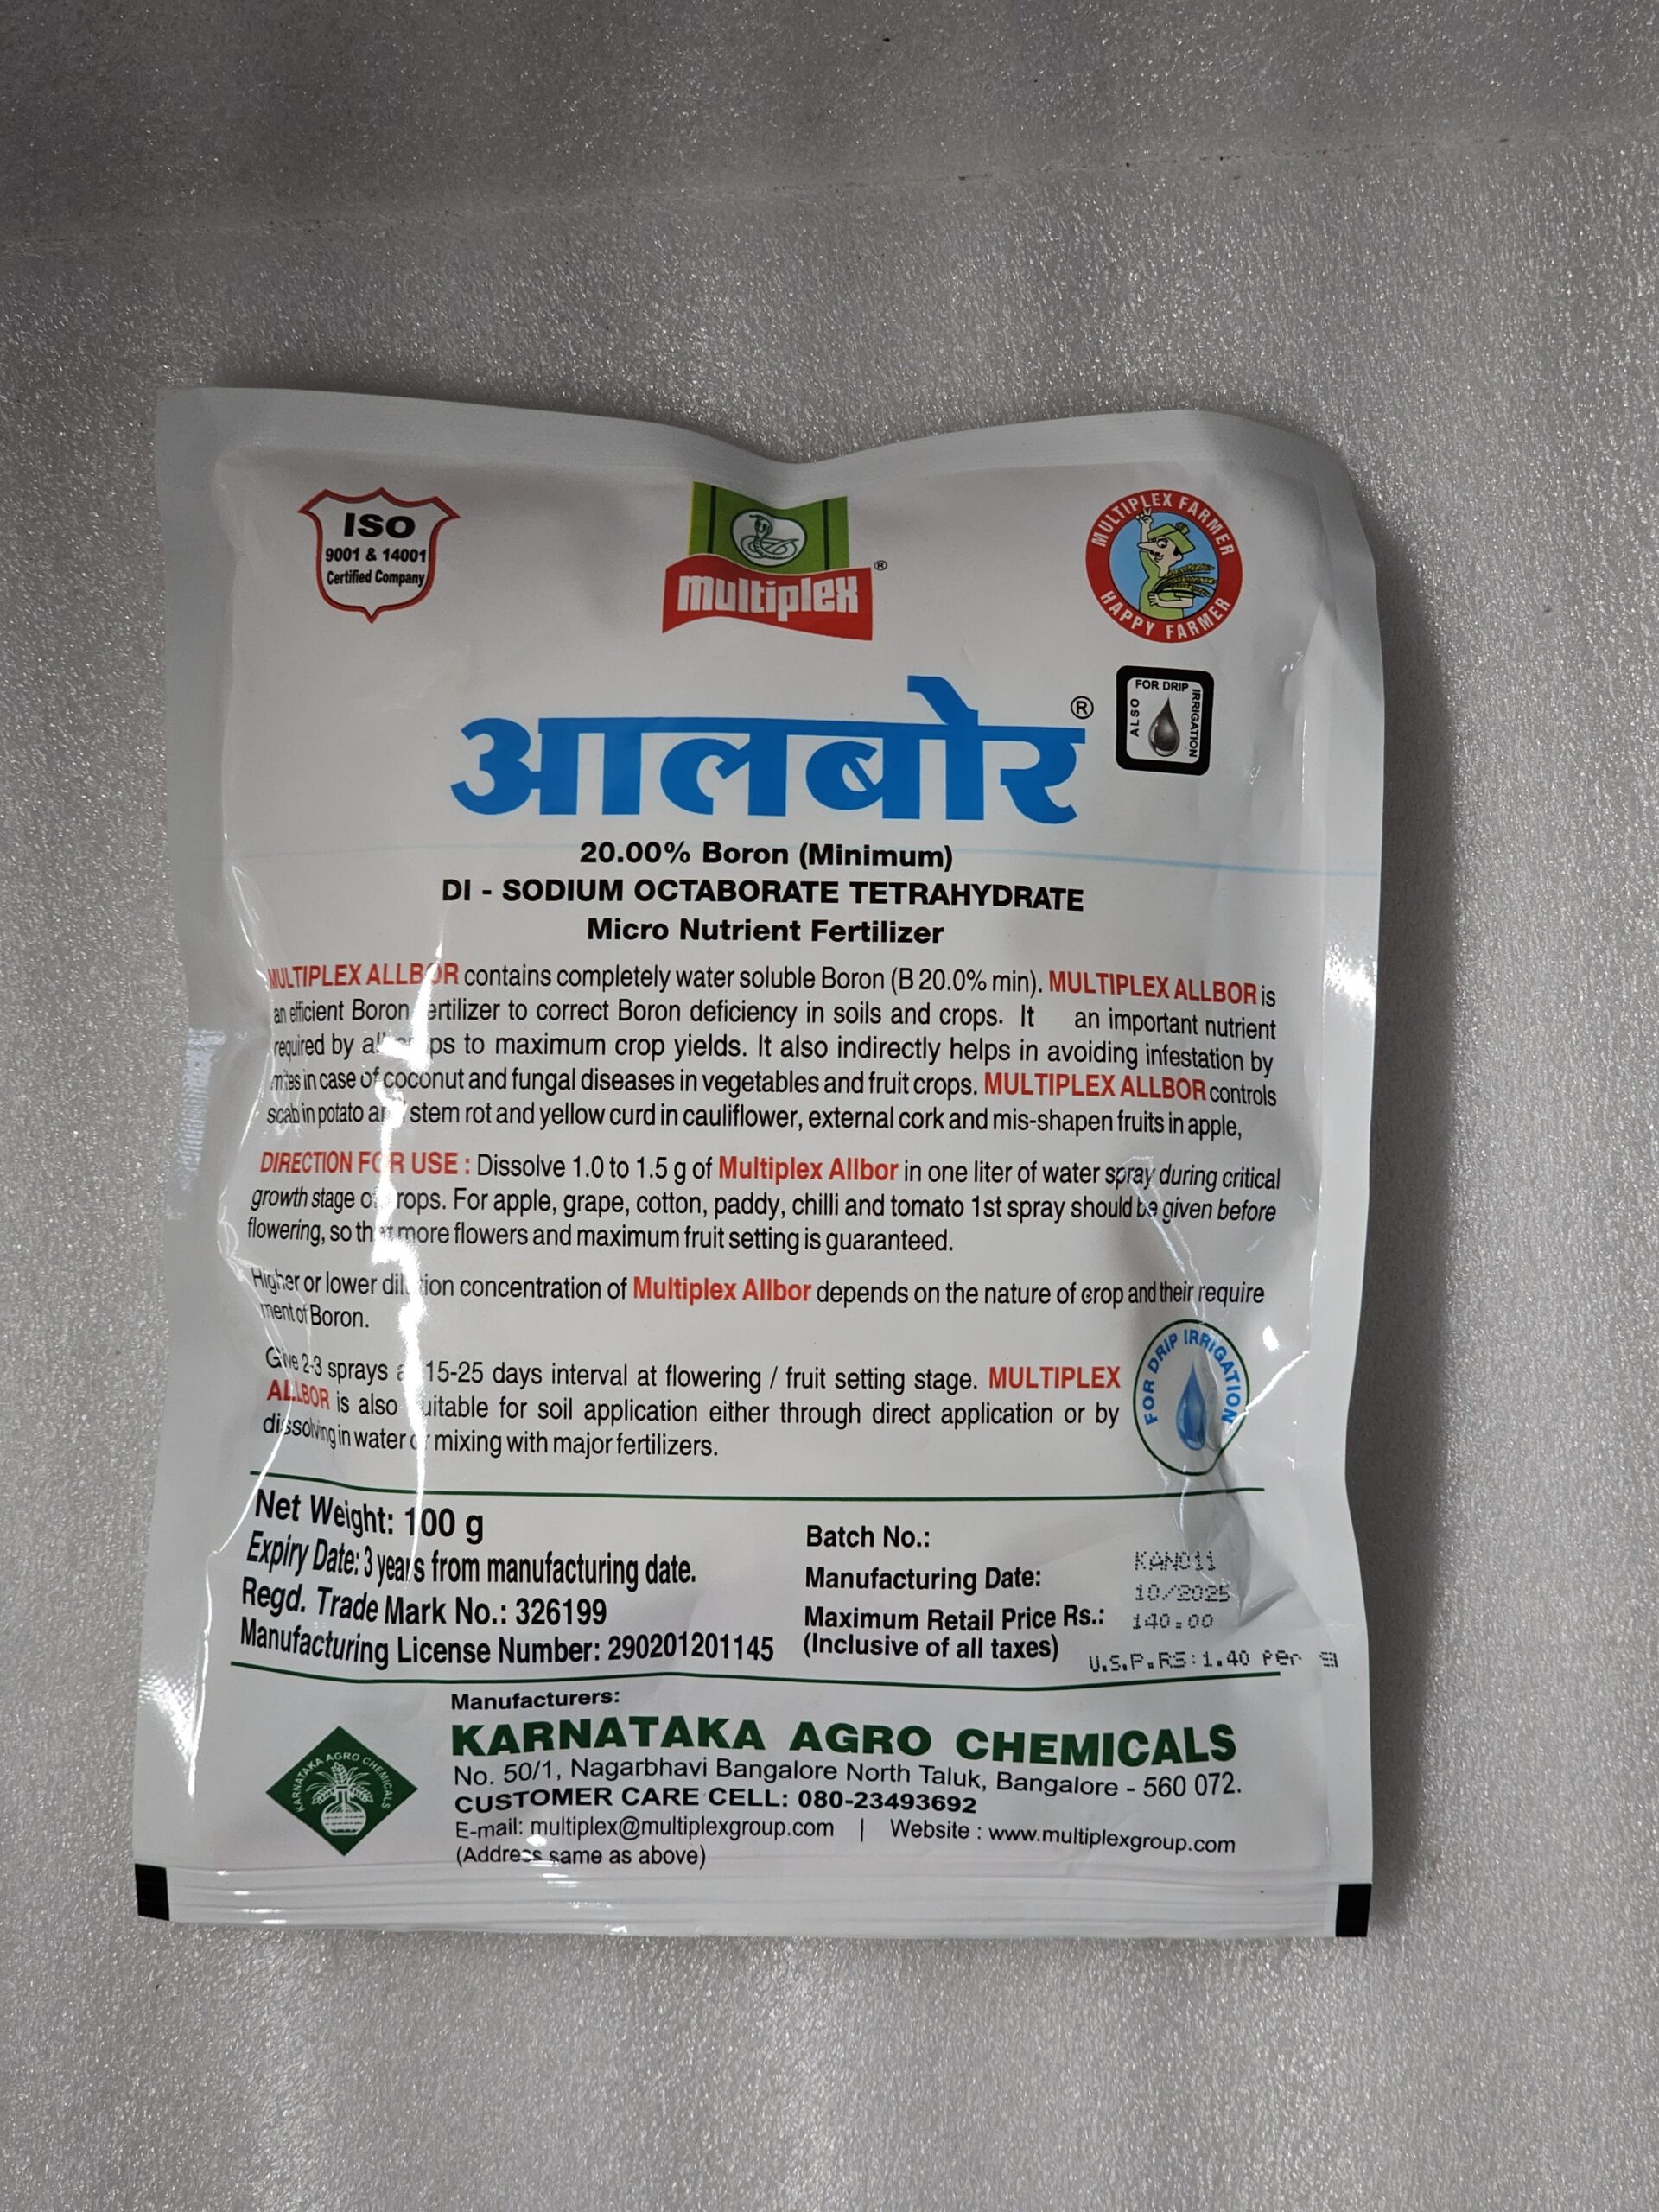 ISO
9001 & 14001
Certified Company
multiplex®
MULTIPLEX FARMER
HAPPY FARMER
आलबोर®
ALSO FOR DRIP IRRIGATION
20.00% Boron (Minimum)
DI - SODIUM OCTABORATE TETRAHYDRATE
Micro Nutrient Fertilizer
MULTIPLEX ALLBOR contains completely water soluble Boron (B 20.0% min). MULTIPLEX ALLBOR is
an efficient Boron fertilizer to correct Boron deficiency in soils and crops. It an important nutrient
required by all crops to maximum crop yields. It also indirectly helps in avoiding infestation by
mites in case of coconut and fungal diseases in vegetables and fruit crops. MULTIPLEX ALLBOR controls
scab in potato and stem rot and yellow curd in cauliflower, external cork and mis-shapen fruits in apple,
DIRECTION FOR USE : Dissolve 1.0 to 1.5 g of Multiplex Allbor in one liter of water spray during critical
growth stage of crops. For apple, grape, cotton, paddy, chilli and tomato 1st spray should be given before
flowering, so that more flowers and maximum fruit setting is guaranteed.
Higher or lower dilution concentration of Multiplex Allbor depends on the nature of crop and their require
ment of Boron.
Give 2-3 sprays at 15-25 days interval at flowering / fruit setting stage. MULTIPLEX
ALLBOR is also suitable for soil application either through direct application or by
dissolving in water or mixing with major fertilizers.
FOR DRIP IRRIGATION
Net Weight: 100 g
Expiry Date: 3 years from manufacturing date.
Regd. Trade Mark No.: 326199
Manufacturing License Number: 290201201145
Batch No.: KAN011
Manufacturing Date: 10/2025
Maximum Retail Price Rs.: 140.00
(Inclusive of all taxes)
U.S.P.RS:1.40 Per
Manufacturers:
KARNATAKA AGRO CHEMICALS
KARNATAKA AGRO CHEMICALS
No. 50/1, Nagarbhavi Bangalore North Taluk, Bangalore - 560 072.
CUSTOMER CARE CELL: 080-23493692
E-mail: multiplex@multiplexgroup.com | Website : www.multiplexgroup.com
(Address same as above)